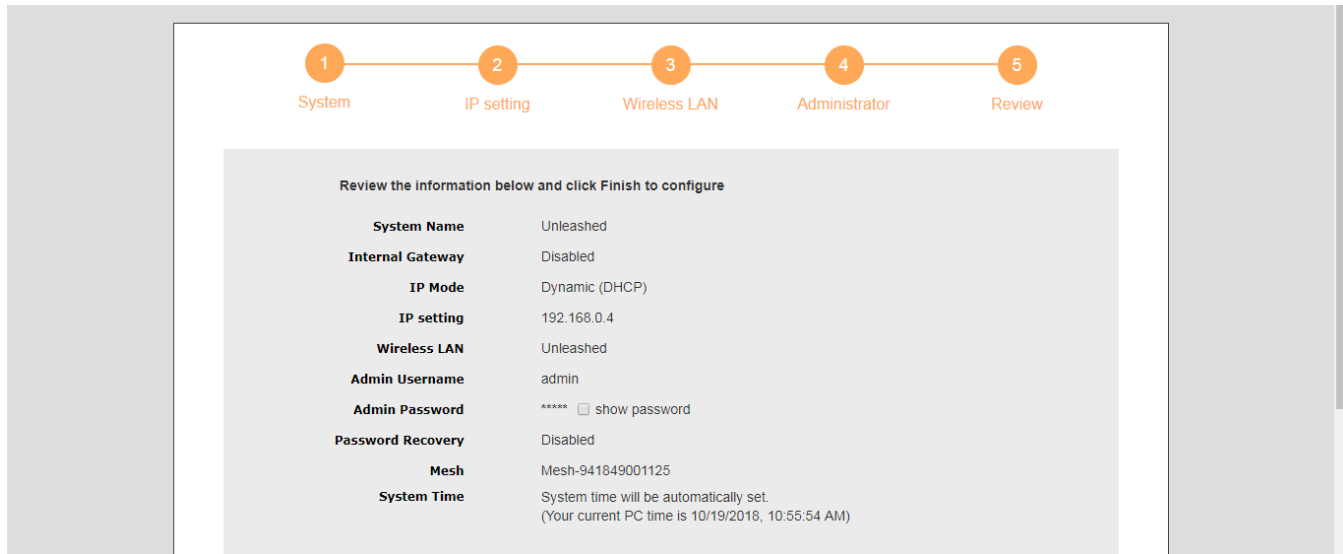 1 2 3 4 5
System IP setting Wireless LAN Administrator Review
Review the information below and click Finish to configure
System Name Unleashed
Internal Gateway Disabled
IP Mode Dynamic (DHCP)
IP setting 192.168.0.4
Wireless LAN Unleashed
Admin Username admin
Admin Password ***** show password
Password Recovery Disabled
Mesh Mesh-941849001125
System Time System time will be automatically set.
(Your current PC time is 10/19/2018, 10:55:54 AM)